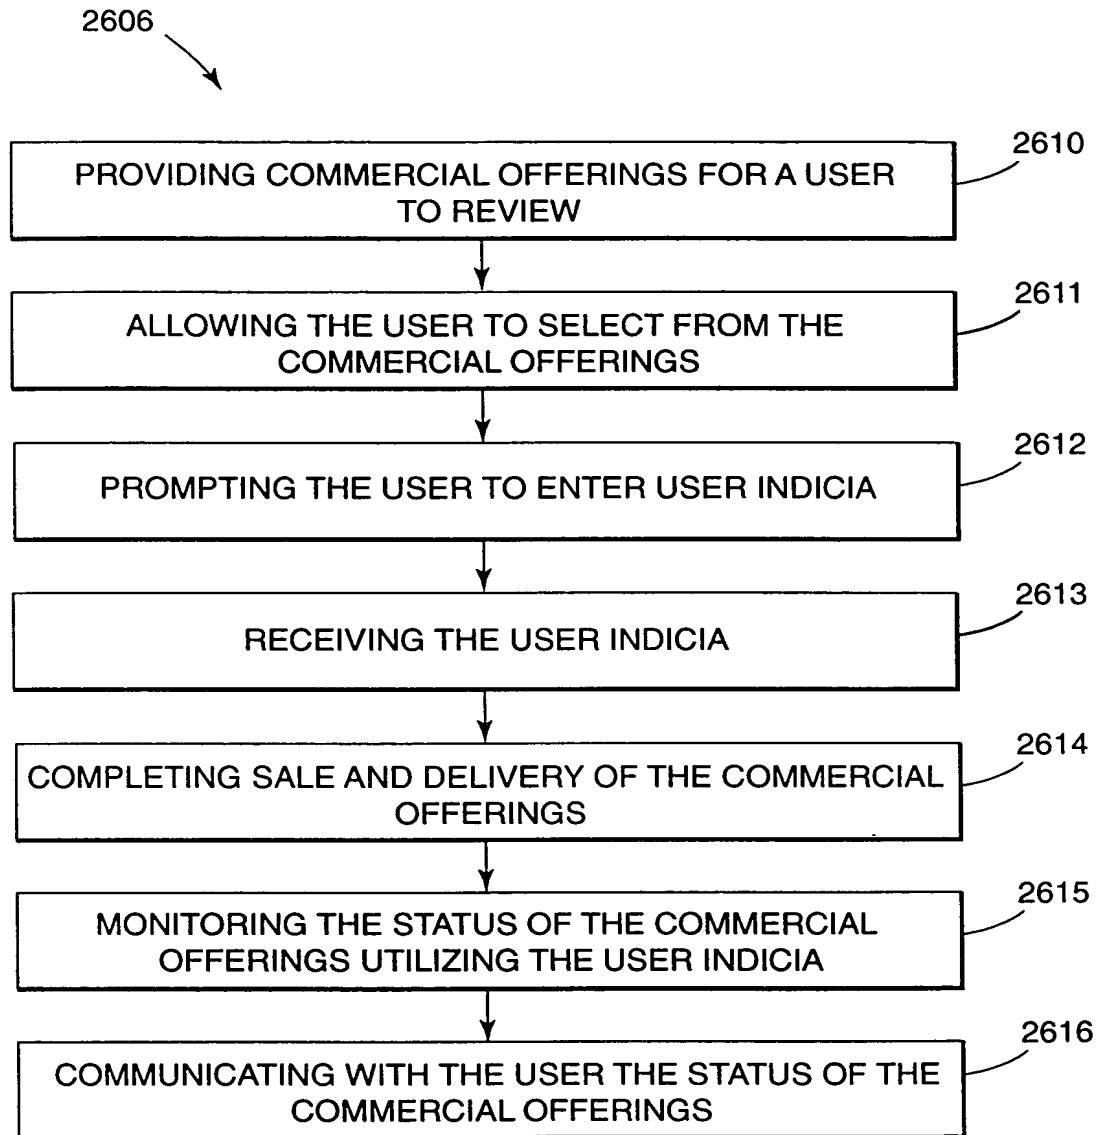 2606
2610
PROVIDING COMMERCIAL OFFERINGS FOR A USER
TO REVIEW
2611
ALLOWING THE USER TO SELECT FROM THE
COMMERCIAL OFFERINGS
2612
PROMPTING THE USER TO ENTER USER INDICIA
2613
RECEIVING THE USER INDICIA
2614
COMPLETING SALE AND DELIVERY OF THE COMMERCIAL
OFFERINGS
2615
MONITORING THE STATUS OF THE COMMERCIAL
OFFERINGS UTILIZING THE USER INDICIA
2616
COMMUNICATING WITH THE USER THE STATUS OF THE
COMMERCIAL OFFERINGS